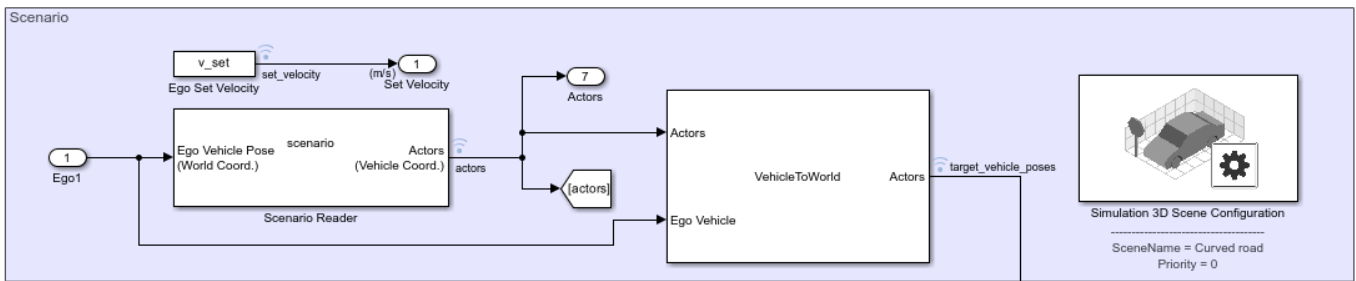 Scenario
v_set
set_velocity
Ego Set Velocity
(m/s)
1
Set Velocity
7
Actors
1
Ego1
Ego Vehicle Pose
(World Coord.)
scenario
Actors
(Vehicle Coord.)
Scenario Reader
actors
[actors]
Actors
Ego Vehicle
VehicleToWorld
Actors
target_vehicle_poses
Simulation 3D Scene Configuration
----------------------------------------
SceneName = Curved road
Priority = 0